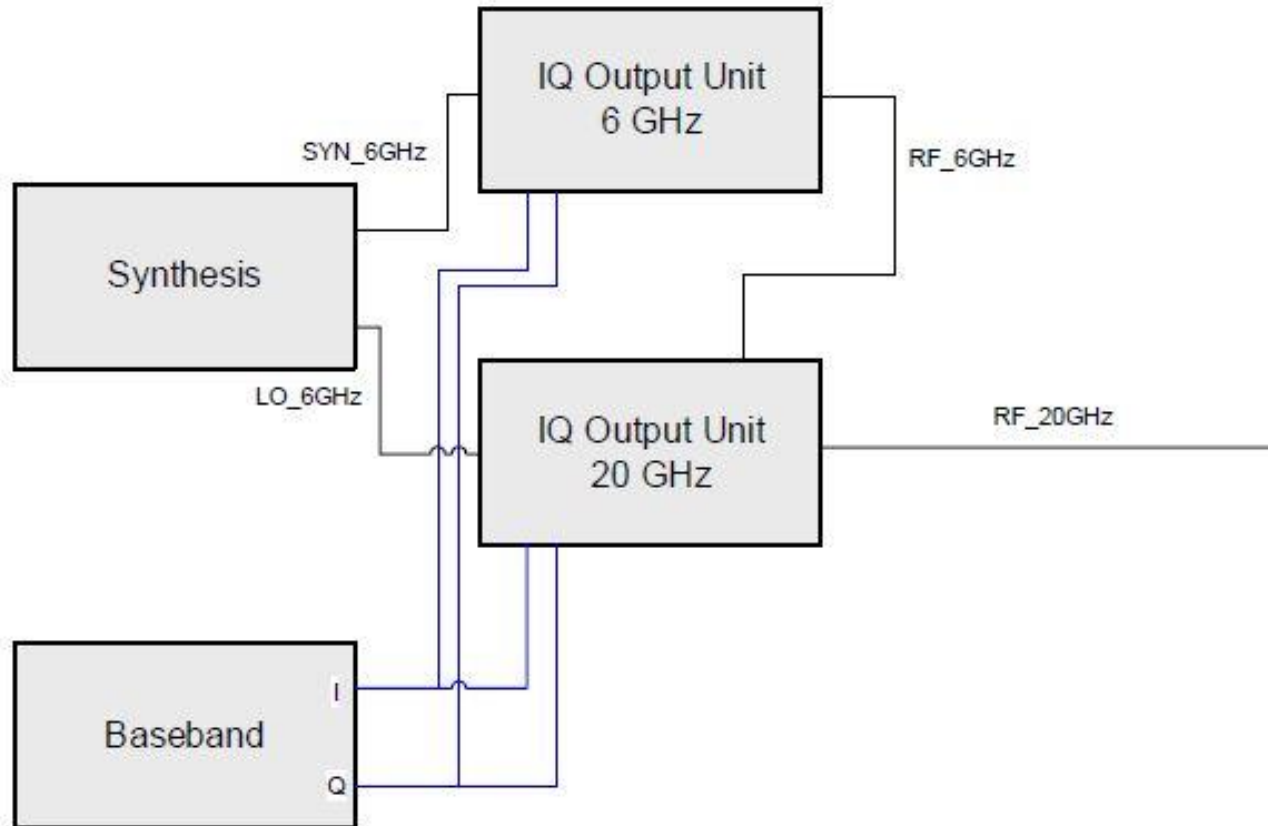 IQ Output Unit
6 GHz
SYN_6GHz
RF_6GHz
Synthesis
LO_6GHz
IQ Output Unit
20 GHz
RF_20GHz
I
Baseband
Q